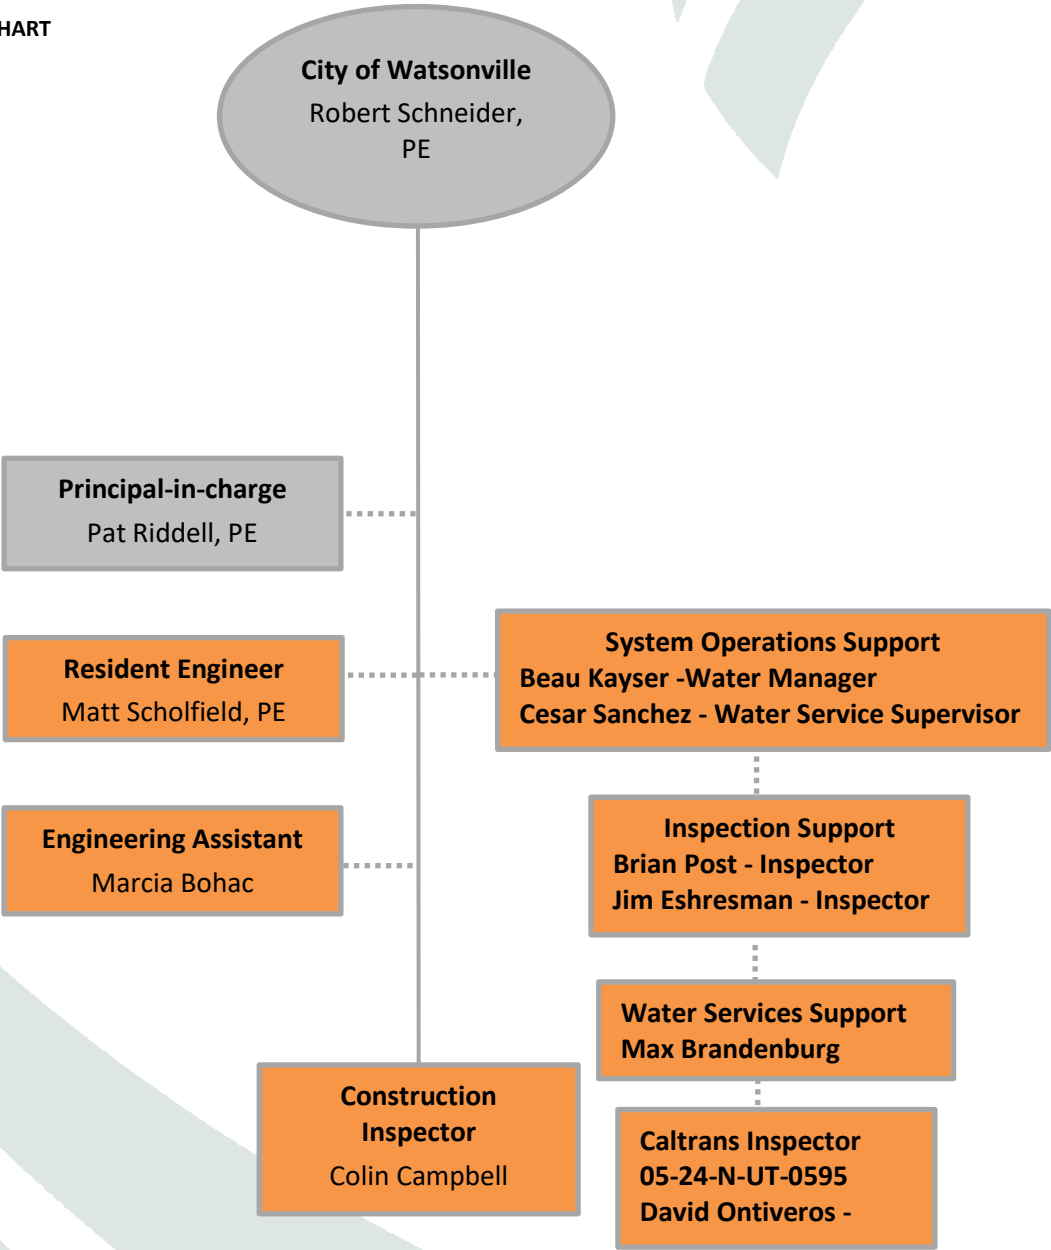 HART
City of Watsonville
Robert Schneider,
PE
Principal-in-charge
Pat Riddell, PE
Resident Engineer
Matt Scholfield, PE
System Operations Support
Beau Kayser -Water Manager
Cesar Sanchez - Water Service Supervisor
Engineering Assistant
Marcia Bohac
Inspection Support
Brian Post - Inspector
Jim Eshresman - Inspector
Water Services Support
Max Brandenburg
Construction
Inspector
Colin Campbell
Caltrans Inspector
05-24-N-UT-0595
David Ontiveros -